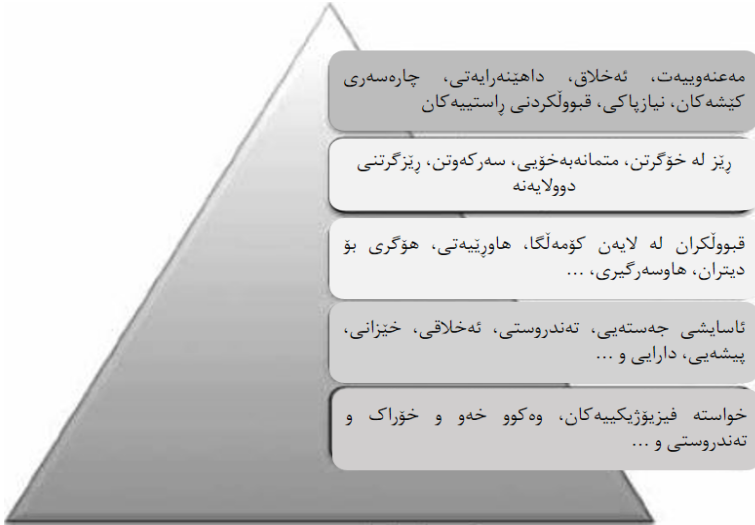 مەعنەوییەت، ئەخلاق، داهێنەرایەتی، چارەسەری
کێشەکان، نیازپاکی، قبووڵکردنی ڕاستییەکان
ڕێز لە خۆگرتن، متمانەبەخۆیی، سەرکەوتن، ڕێزگرتنی
دوولایەنە
قبووڵکران لە لایەن کۆمەڵگا، هاوڕێیەتی، هۆگری بۆ
دیتران، هاوسەرگیری، ...
ئاسایشی جەستەیی، تەندروستی، ئەخلاقی، خێزانی،
پیشەیی، دارایی و ...
خواستە فیزیۆژیکییەکان، وەکوو خەو و خۆراک و
تەندروستی و ...